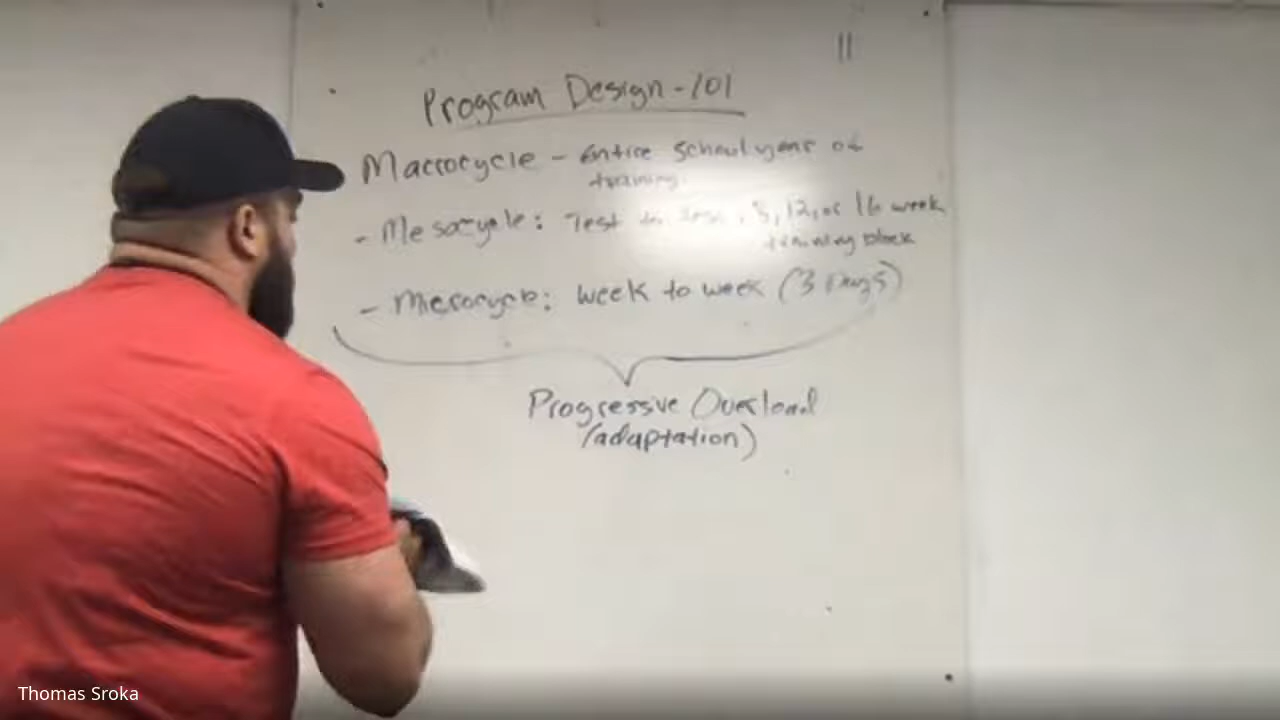 Program Design - 101
Macrocycle - Entire school year of
training.
- Mesocycle: Test to Test, 8, 12, or 16 week
training block
- Microcycle: week to week (3 Days)
Progressive Overload
(adaptation)
Thomas Sroka